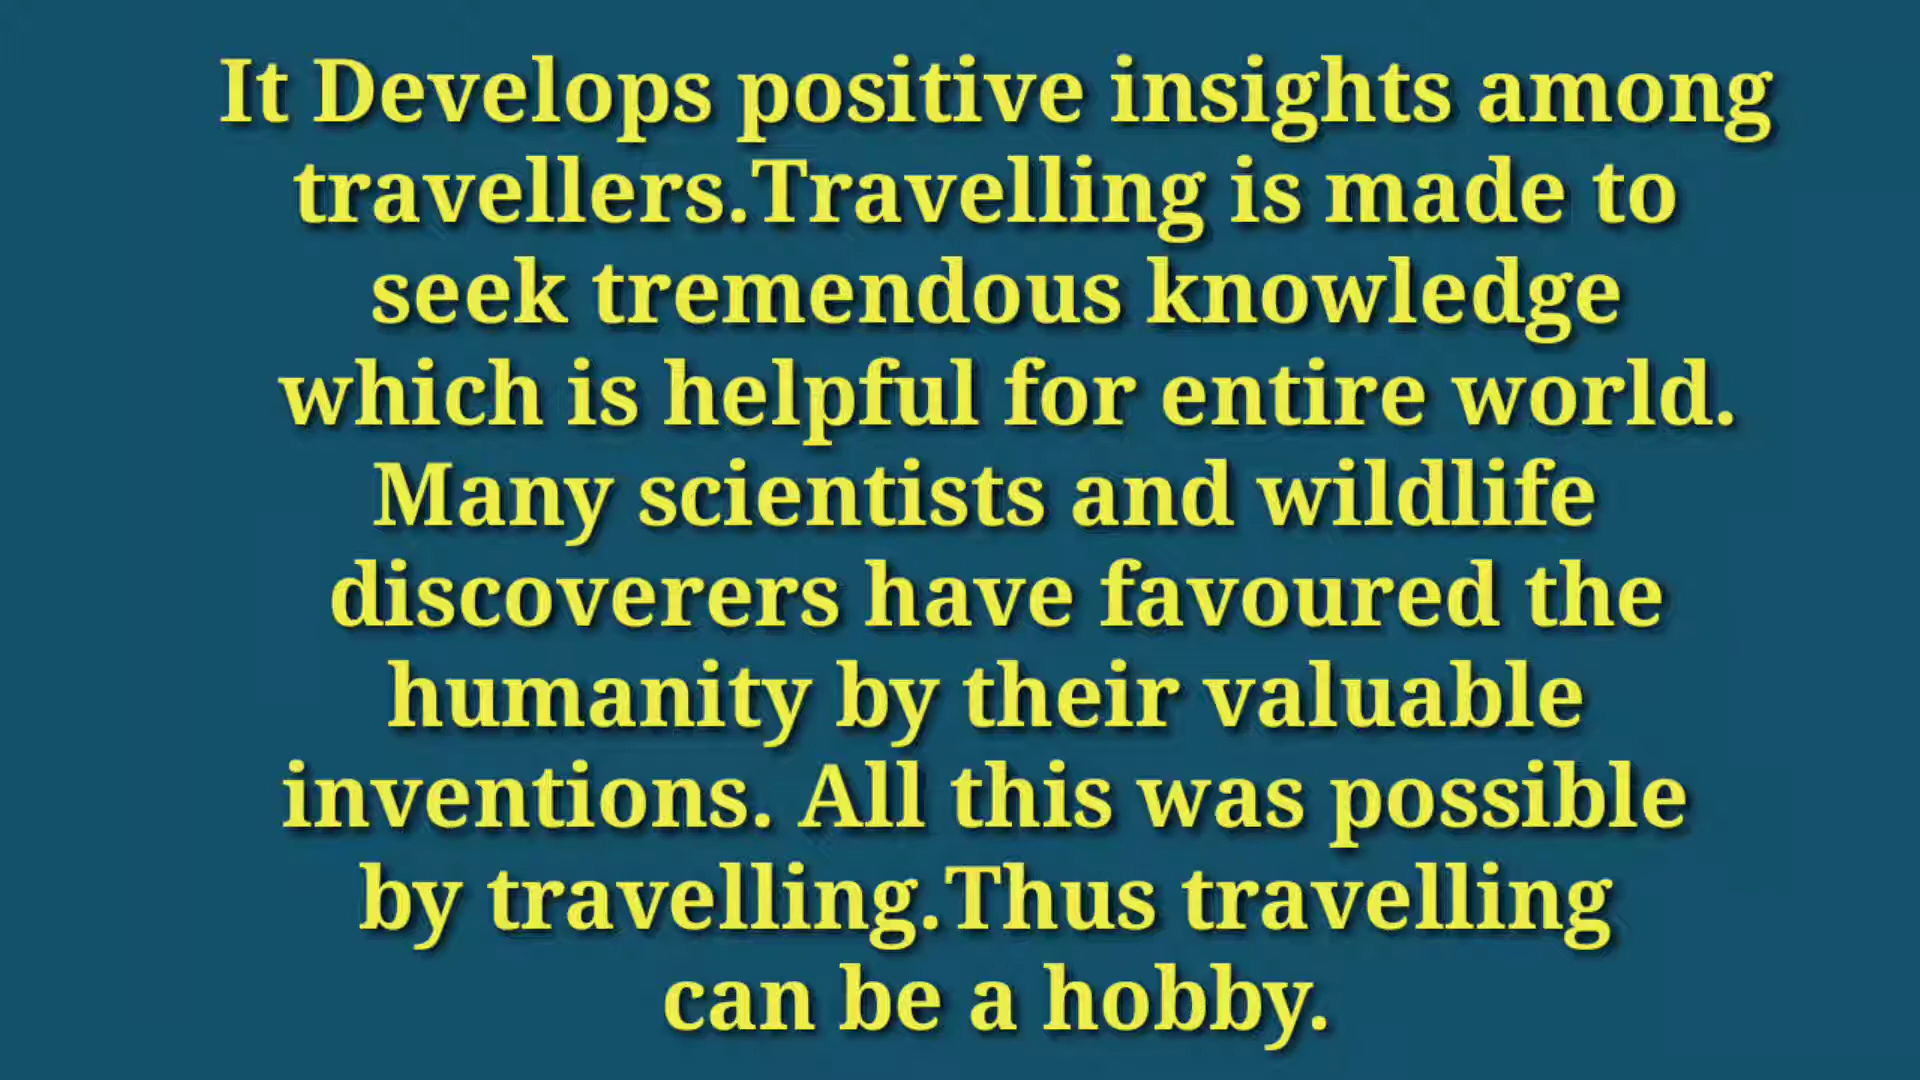 It Develops positive insights among
travellers.Travelling is made to
seek tremendous knowledge
which is helpful for entire world.
Many scientists and wildlife
discoverers have favoured the
humanity by their valuable
inventions. All this was possible
by travelling.Thus travelling
can be a hobby.